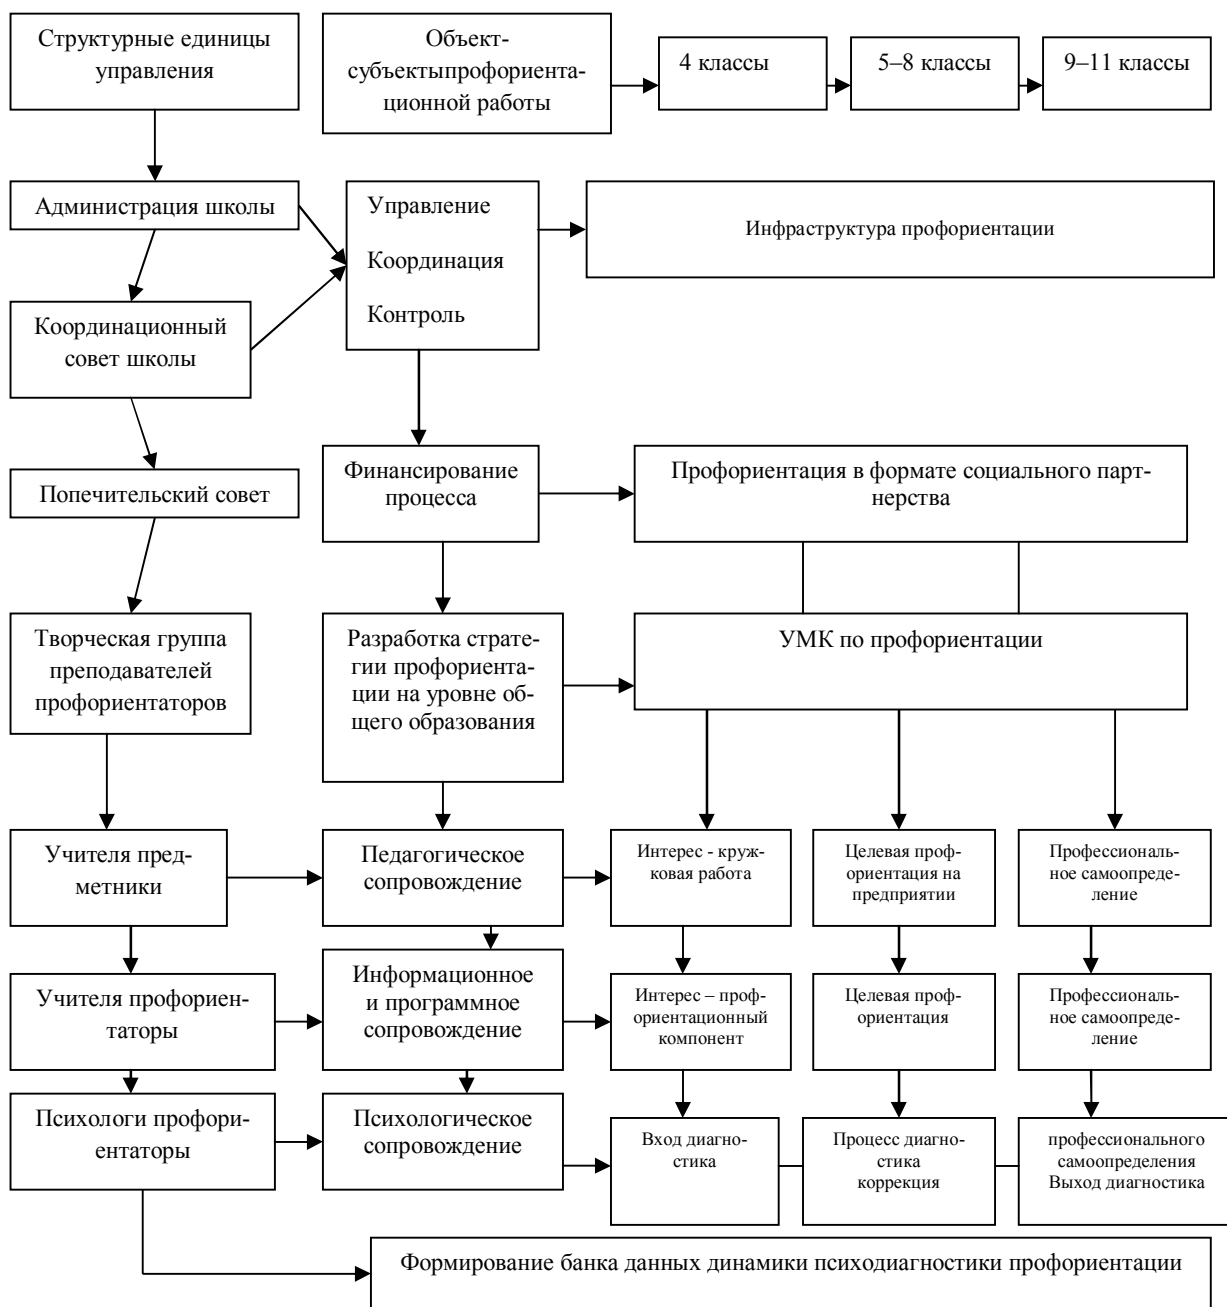 Структурные единицы
управления
Объект-
субъектыпрофориента-
ационной работы
4 классы
5–8 классы
9–11 классы
Администрация школы
Управление
Координация
Контроль
Инфраструктура профориентации
Координационный
совет школы
Попечительский совет
Финансирование
процесса
Профориентация в формате социального парт-
нерства
Творческая группа
преподавателей
профориентаторов
Разработка страте-
гии профориента-
ации на уровне об-
щего образования
УМК по профориентации
Учителя пред-
метники
Педагогическое
сопровождение
Интерес - круж-
ковая работа
Целевая проф-
ориентация на
предприятии
Профессиональ-
ное самоопреде-
ление
Учителя профориен-
таторы
Информационное
и программное
сопровождение
Интерес – проф-
ориентационный
компонент
Целевая проф-
ориентация
Профессиональ-
ное самоопреде-
ление
Психологи профори-
ентаторы
Психологическое
сопровождение
Вход диагно-
стика
Процесс диагно-
стика
коррекция
профессионального
самоопределения
Выход диагностика
Формирование банка данных динамики психодиагностики профориентации